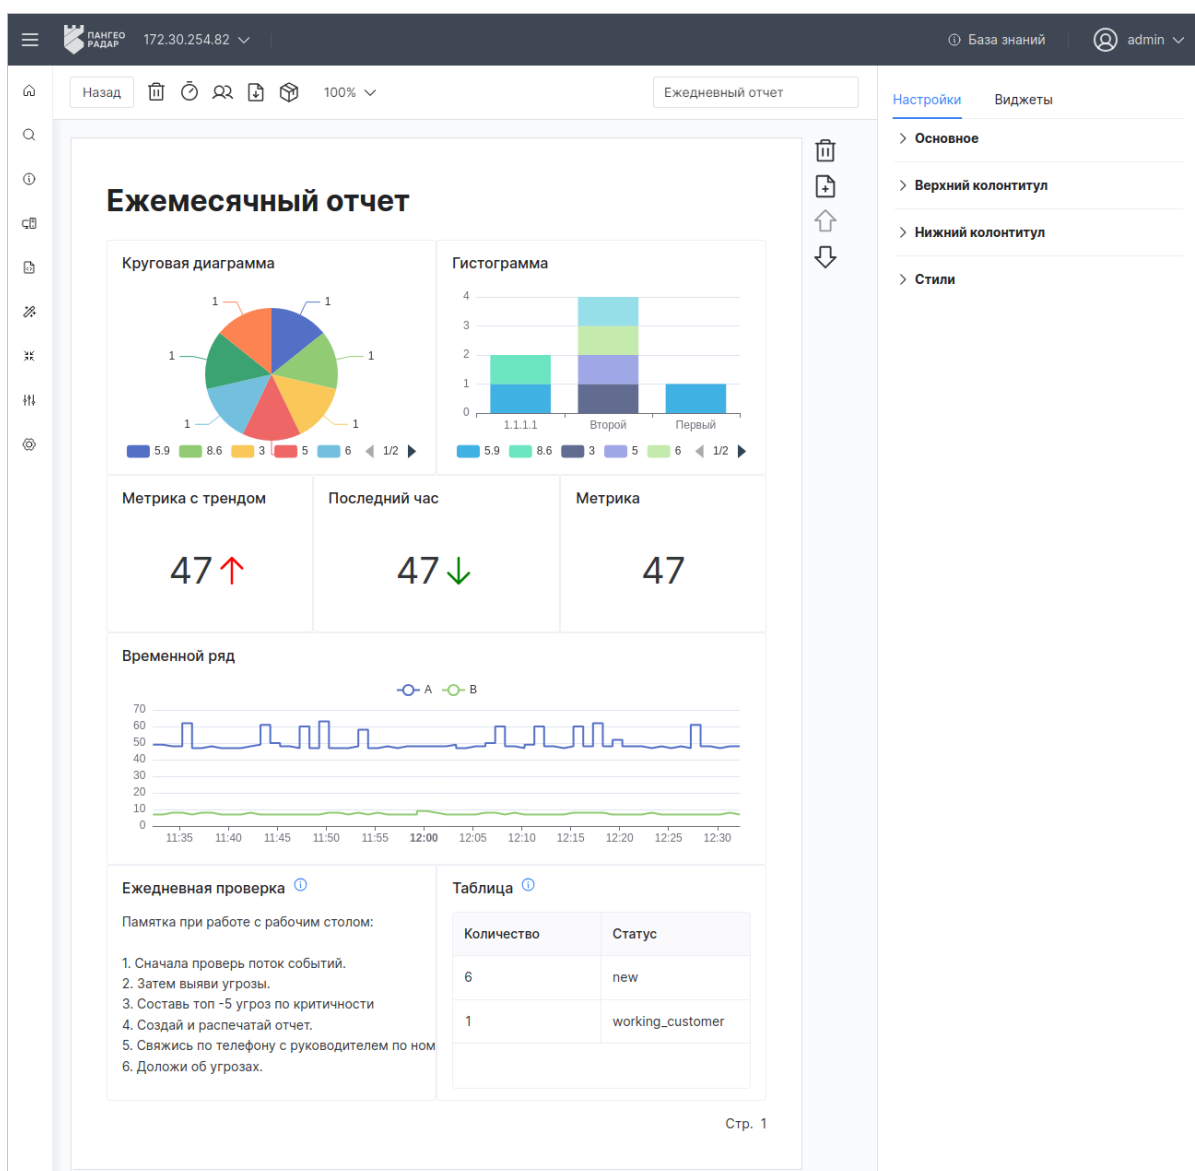 ПАНГЕО РАДАР
172.30.254.82
База знаний
admin
Назад
100%
Ежедневный отчет
Настройки
Виджеты
Основное
Верхний колонтитул
Нижний колонтитул
Стили
Ежемесячный отчет
Круговая диаграмма
1 1
1 1
1 1
5.9 8.6 3 5 6 1/2
Гистограмма
4
3
2
1
0
1.1.1.1 Второй Первый
5.9 8.6 3 5 6 1/2
Метрика с трендом
47
Последний час
47
Метрика
47
Временной ряд
A B
70
60
50
40
30
20
10
0
11:35 11:40 11:45 11:50 11:55 12:00 12:05 12:10 12:15 12:20 12:25 12:30
Ежедневная проверка
Памятка при работе с рабочим столом:
1. Сначала проверь поток событий.
2. Затем выяви угрозы.
3. Составь топ -5 угроз по критичности
4. Создай и распечатай отчет.
5. Свяжись по телефону с руководителем по ном
6. Доложи об угрозах.
Таблица
Количество Статус
6 new
1 working_customer
Стр. 1